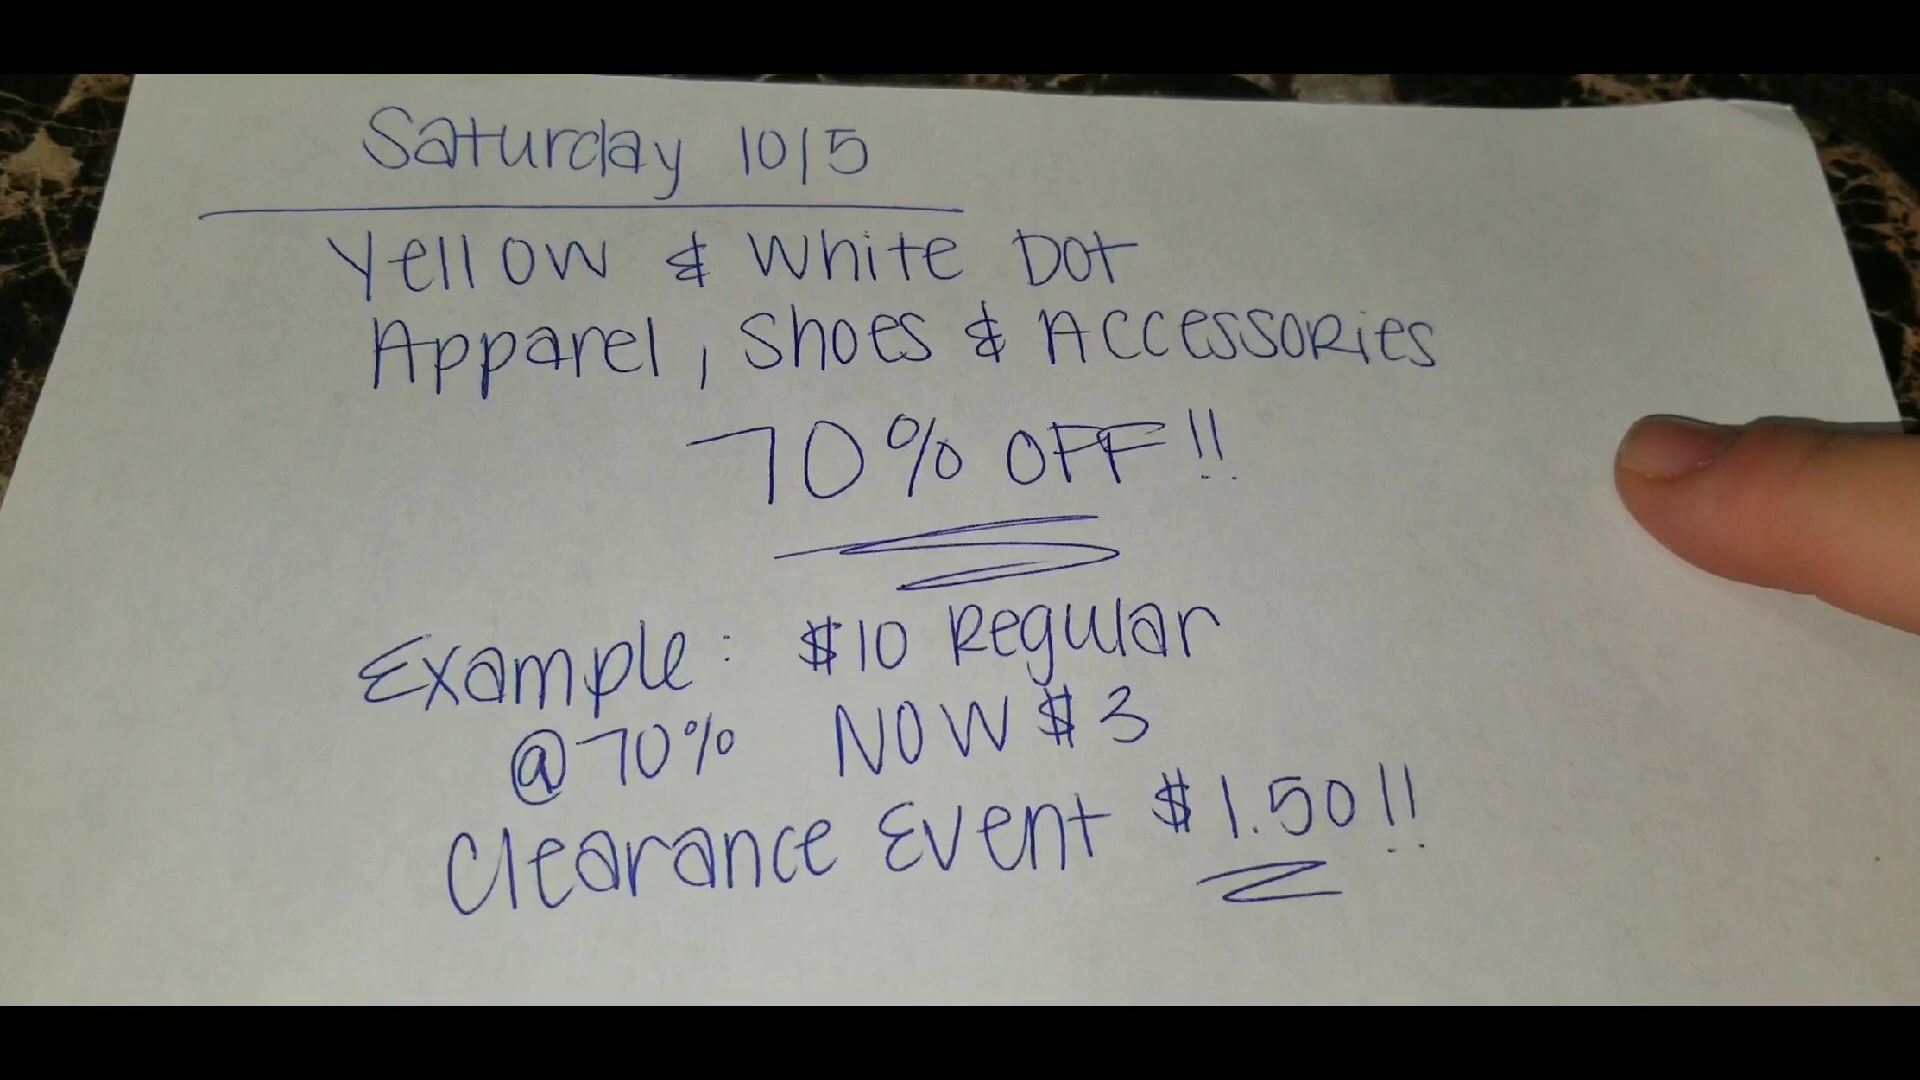 Saturday 10/5
Yellow & White Dot
Apparel, Shoes & Accessories
70% OFF!!
Example: $10 Regular
@70% NOW $3
Clearance Event $1.50!!